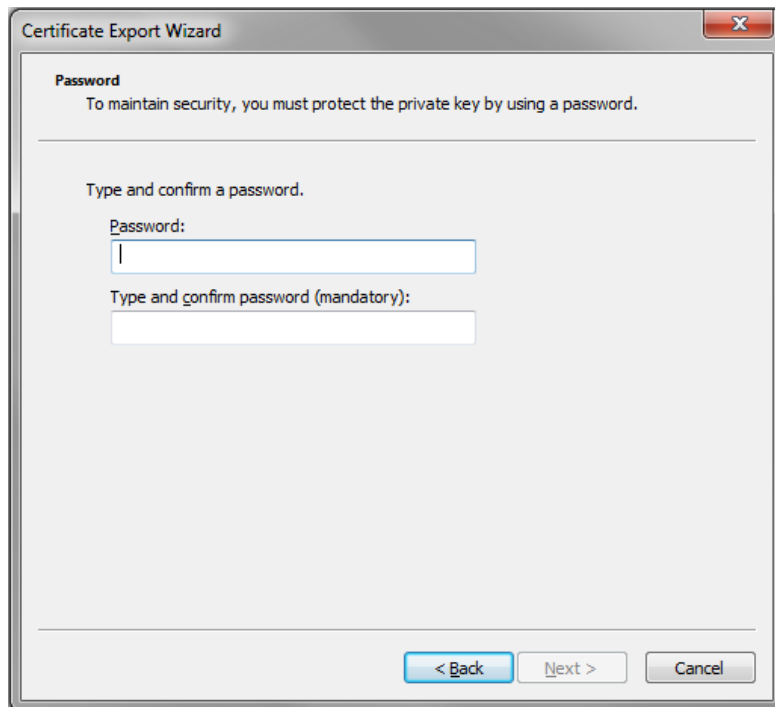 Certificate Export Wizard
Password
To maintain security, you must protect the private key by using a password.
Type and confirm a password.
Password:
Type and confirm password (mandatory):
< Back Next > Cancel